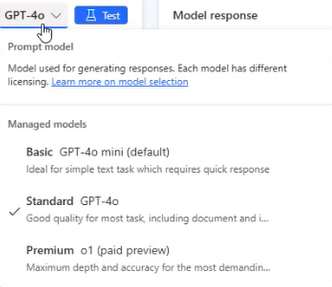 GPT-4o Test Model response
Prompt model
Model used for generating responses. Each model has different
licensing. Learn more on model selection
Managed models
Basic GPT-4o mini (default)
Ideal for simple text task which requires quick response
Standard GPT-4o
Good quality for most task, including document and i...
Premium o1 (paid preview)
Maximum depth and accuracy for the most demandin...